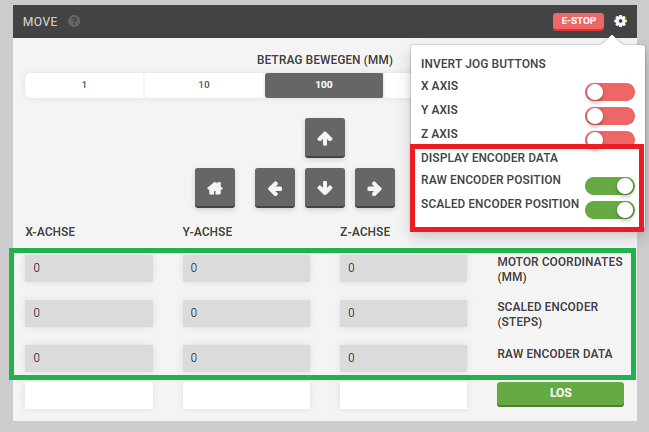 MOVE ?
E-STOP
BETRAG BEWEGEN (MM)
1 10 100
INVERT JOG BUTTONS
X AXIS
Y AXIS
Z AXIS
DISPLAY ENCODER DATA
RAW ENCODER POSITION
SCALED ENCODER POSITION
X-ACHSE Y-ACHSE Z-ACHSE
0 0 0 MOTOR COORDINATES
(MM)
0 0 0 SCALED ENCODER
(STEPS)
0 0 0 RAW ENCODER DATA
LOS